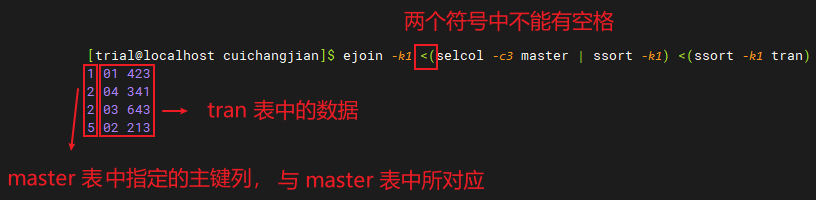 两个符号中不能有空格
[trial@localhost cuichangjian]$ ejoin -k1 <(selcol -c3 master | ssort -k1) <(ssort -k1 tran)
1 01 423
2 04 341
2 03 643
5 02 213
tran 表中的数据
master 表中指定的主键列，与 master 表中所对应